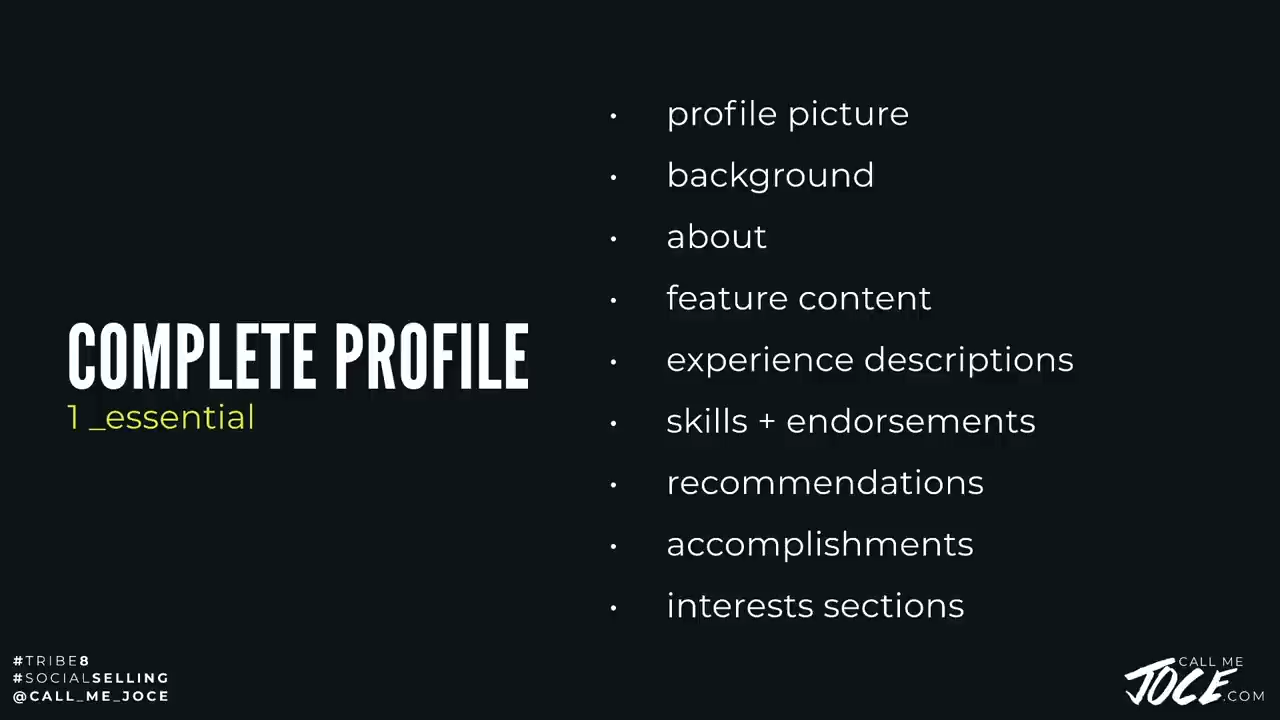 COMPLETE PROFILE
1 _essential
• profile picture
• background
• about
• feature content
• experience descriptions
• skills + endorsements
• recommendations
• accomplishments
• interests sections
#TRIBE8
#SOCIALSELLING
@CALL_ME_JOCE
CALL ME
JOCE.COM